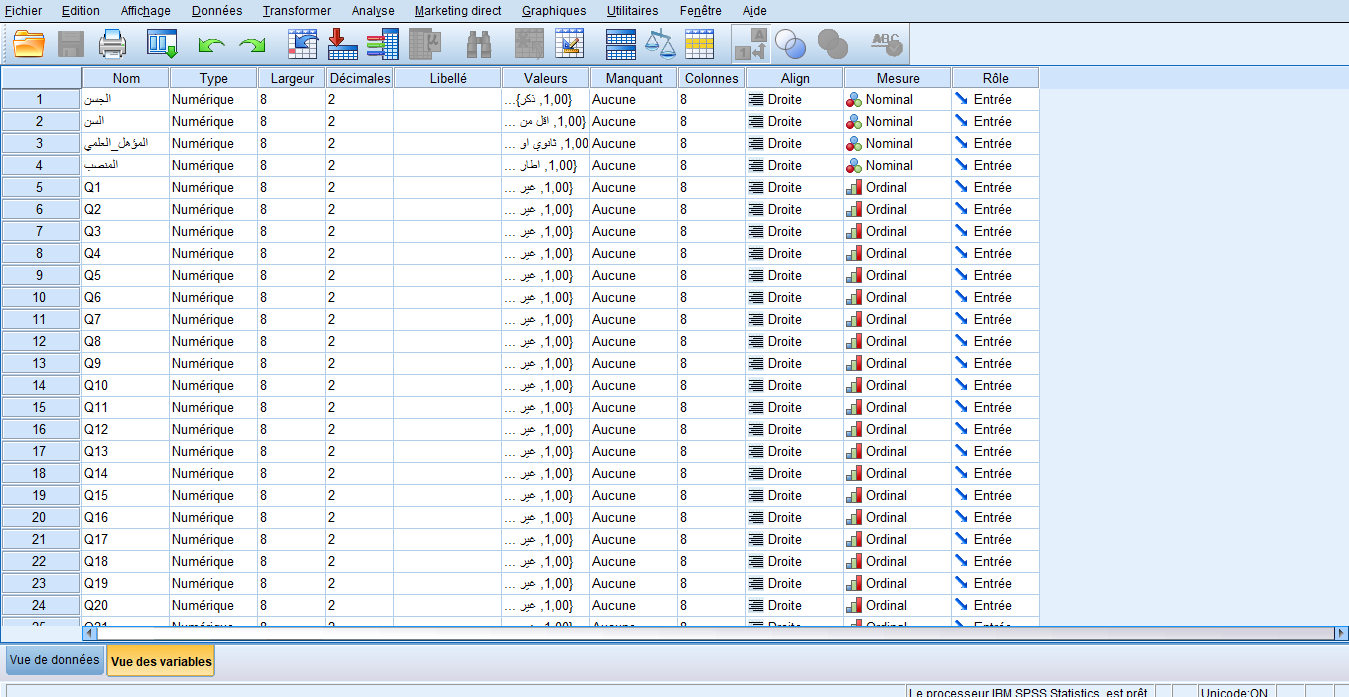 Fichier Edition Affichage Données Transformer Analyse Marketing direct Graphiques Utilitaires Fenêtre Aide
Nom Type Largeur Décimales Libellé Valeurs Manquant Colonnes Align Mesure Rôle
1 الجسن Numérique 8 2 {1,00, ذكر}... Aucune 8 Droite Nominal Entrée
2 السن Numérique 8 2 {1,00, اقل من ... Aucune 8 Droite Nominal Entrée
3 المؤهل_العلمي Numérique 8 2 {1,00, ثانوي او ... Aucune 8 Droite Nominal Entrée
4 المنصب Numérique 8 2 {1,00, اطار ... Aucune 8 Droite Nominal Entrée
5 Q1 Numérique 8 2 {1,00, غير ... Aucune 8 Droite Ordinal Entrée
6 Q2 Numérique 8 2 {1,00, غير ... Aucune 8 Droite Ordinal Entrée
7 Q3 Numérique 8 2 {1,00, غير ... Aucune 8 Droite Ordinal Entrée
8 Q4 Numérique 8 2 {1,00, غير ... Aucune 8 Droite Ordinal Entrée
9 Q5 Numérique 8 2 {1,00, غير ... Aucune 8 Droite Ordinal Entrée
10 Q6 Numérique 8 2 {1,00, غير ... Aucune 8 Droite Ordinal Entrée
11 Q7 Numérique 8 2 {1,00, غير ... Aucune 8 Droite Ordinal Entrée
12 Q8 Numérique 8 2 {1,00, غير ... Aucune 8 Droite Ordinal Entrée
13 Q9 Numérique 8 2 {1,00, غير ... Aucune 8 Droite Ordinal Entrée
14 Q10 Numérique 8 2 {1,00, غير ... Aucune 8 Droite Ordinal Entrée
15 Q11 Numérique 8 2 {1,00, غير ... Aucune 8 Droite Ordinal Entrée
16 Q12 Numérique 8 2 {1,00, غير ... Aucune 8 Droite Ordinal Entrée
17 Q13 Numérique 8 2 {1,00, غير ... Aucune 8 Droite Ordinal Entrée
18 Q14 Numérique 8 2 {1,00, غير ... Aucune 8 Droite Ordinal Entrée
19 Q15 Numérique 8 2 {1,00, غير ... Aucune 8 Droite Ordinal Entrée
20 Q16 Numérique 8 2 {1,00, غير ... Aucune 8 Droite Ordinal Entrée
21 Q17 Numérique 8 2 {1,00, غير ... Aucune 8 Droite Ordinal Entrée
22 Q18 Numérique 8 2 {1,00, غير ... Aucune 8 Droite Ordinal Entrée
23 Q19 Numérique 8 2 {1,00, غير ... Aucune 8 Droite Ordinal Entrée
24 Q20 Numérique 8 2 {1,00, غير ... Aucune 8 Droite Ordinal Entrée
Vue de données Vue des variables
Le processeur IBM SPSS Statistics est prêt Unicode:ON